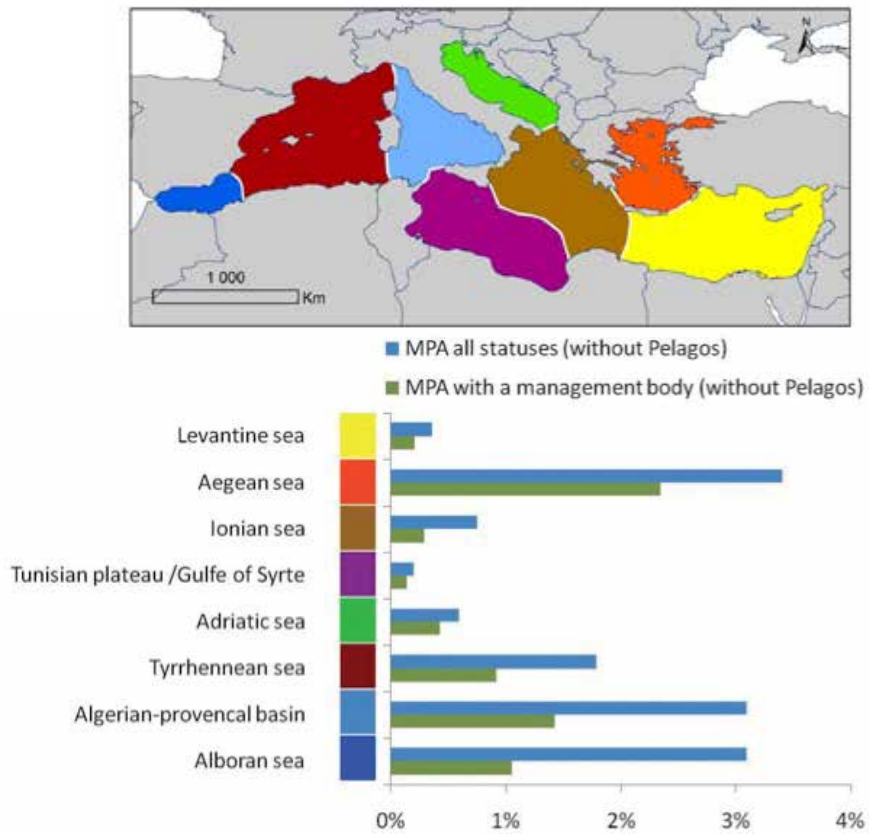 N
1 000
Km
MPA all statuses (without Pelagos)
MPA with a management body (without Pelagos)
Levantine sea
Aegean sea
Ionian sea
Tunisian plateau /Gulfe of Syrte
Adriatic sea
Tyrrhennean sea
Algerian-provencal basin
Alboran sea
0% 1% 2% 3% 4%